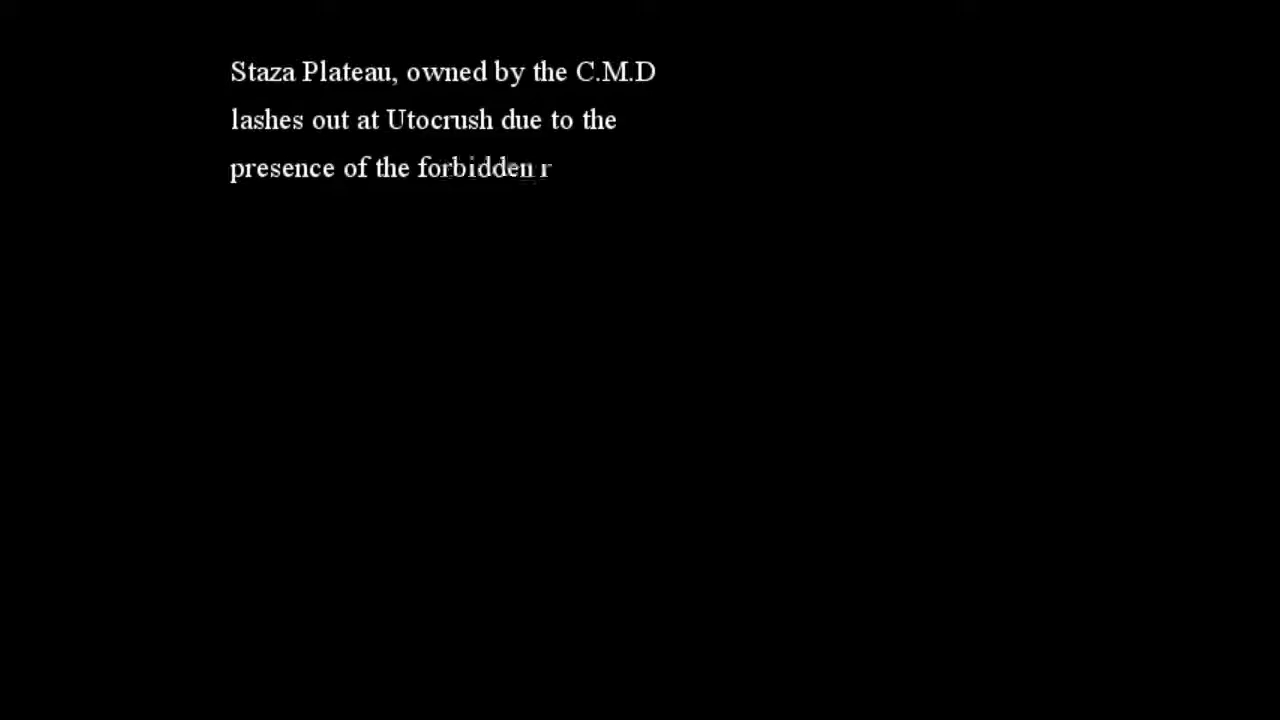 Staza Plateau, owned by the C.M.D
lashes out at Utocrush due to the
presence of the forbidden r